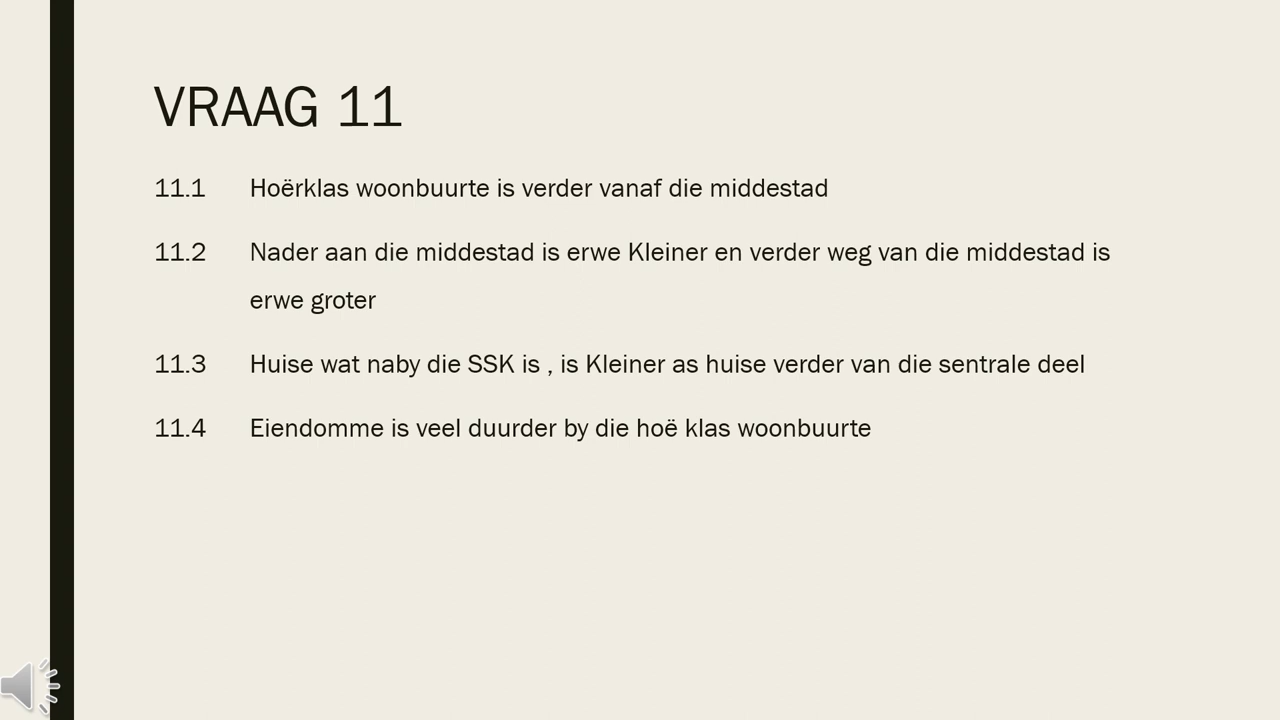 VRAAG 11
11.1 Hoërklas woonbuurte is verder vanaf die middestad
11.2 Nader aan die middestad is erwe Kleiner en verder weg van die middestad is
erwe groter
11.3 Huise wat naby die SSK is , is Kleiner as huise verder van die sentrale deel
11.4 Eiendomme is veel duurder by die hoë klas woonbuurte